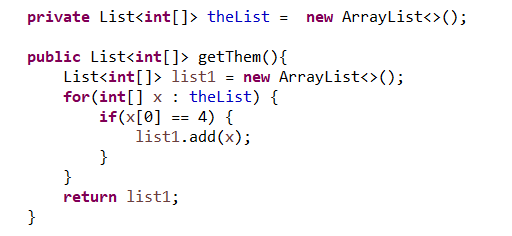 private List<int[]> theList =  new ArrayList<>();
public List<int[]> getThem(){
List<int[]> list1 = new ArrayList<>();
for(int[] x : theList) {
if(x[0] == 4) {
list1.add(x);
}
}
return list1;
}